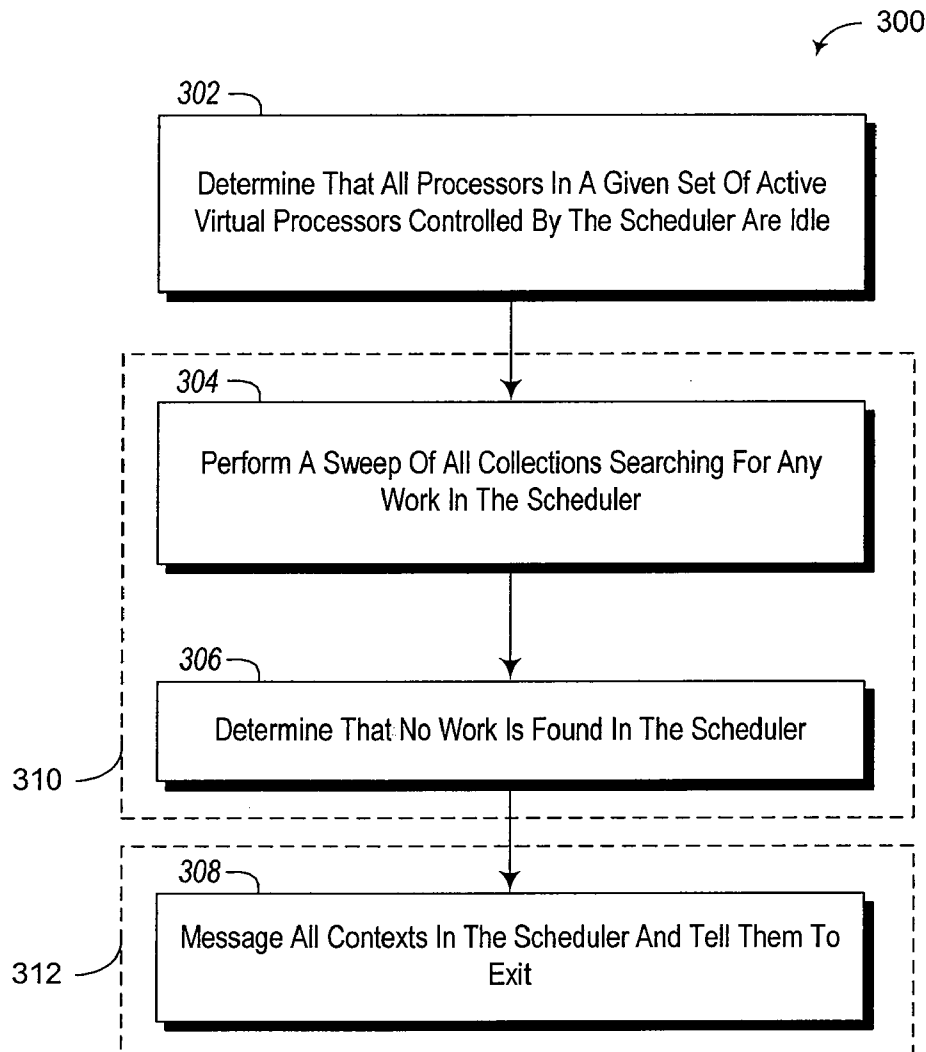 300
302
Determine That All Processors In A Given Set Of Active
Virtual Processors Controlled By The Scheduler Are Idle
304
Perform A Sweep Of All Collections Searching For Any
Work In The Scheduler
306
Determine That No Work Is Found In The Scheduler
310
308
Message All Contexts In The Scheduler And Tell Them To
Exit
312